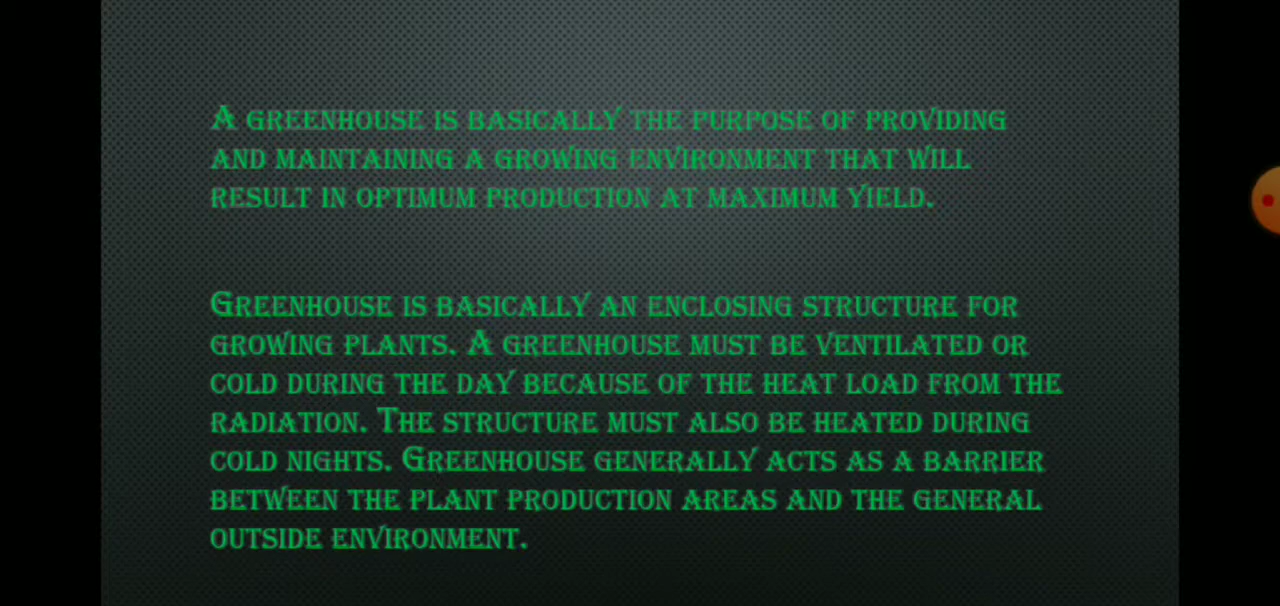 A GREENHOUSE IS BASICALLY THE PURPOSE OF PROVIDING
AND MAINTAINING A GROWING ENVIRONMENT THAT WILL
RESULT IN OPTIMUM PRODUCTION AT MAXIMUM YIELD.
GREENHOUSE IS BASICALLY AN ENCLOSING STRUCTURE FOR
GROWING PLANTS. A GREENHOUSE MUST BE VENTILATED OR
COLD DURING THE DAY BECAUSE OF THE HEAT LOAD FROM THE
RADIATION. THE STRUCTURE MUST ALSO BE HEATED DURING
COLD NIGHTS. GREENHOUSE GENERALLY ACTS AS A BARRIER
BETWEEN THE PLANT PRODUCTION AREAS AND THE GENERAL
OUTSIDE ENVIRONMENT.